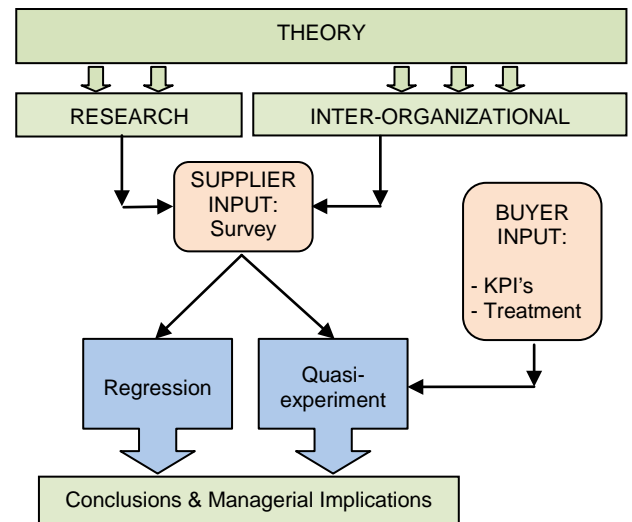 THEORY
RESEARCH
INTER-ORGANIZATIONAL
SUPPLIER
INPUT:
Survey
BUYER
INPUT:
- KPI's
- Treatment
Regression
Quasi-
experiment
Conclusions & Managerial Implications